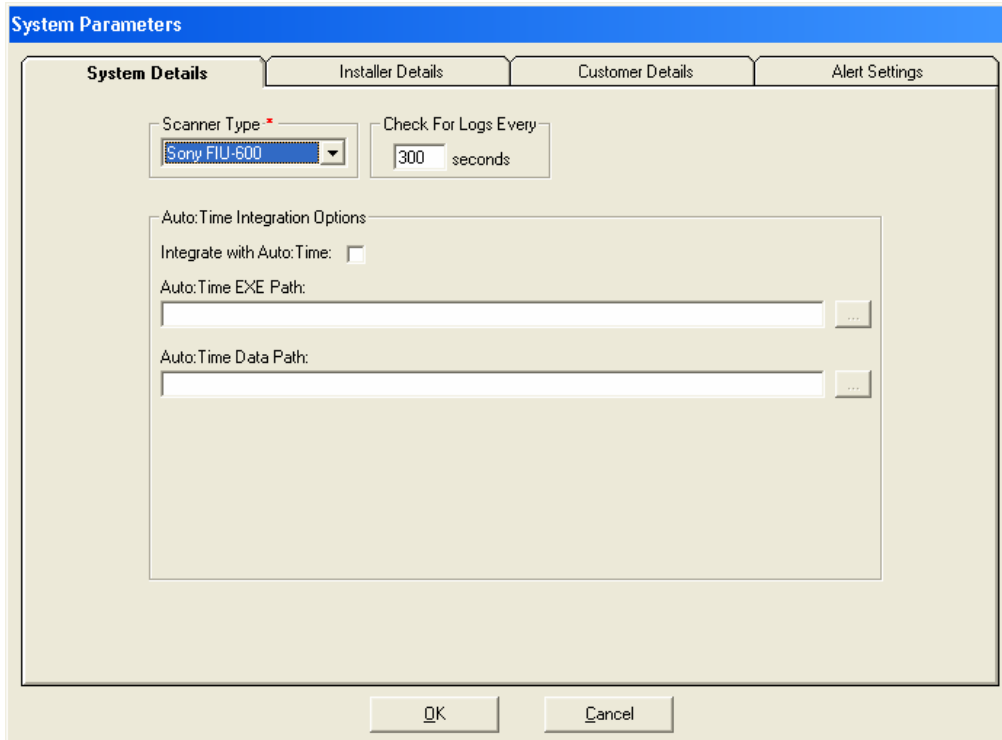 System Parameters
System Details Installer Details Customer Details Alert Settings
Scanner Type * Check For Logs Every
Sony FIU-600 300 seconds
Auto:Time Integration Options
Integrate with Auto:Time:
Auto:Time EXE Path:
...
Auto:Time Data Path:
...
OK Cancel